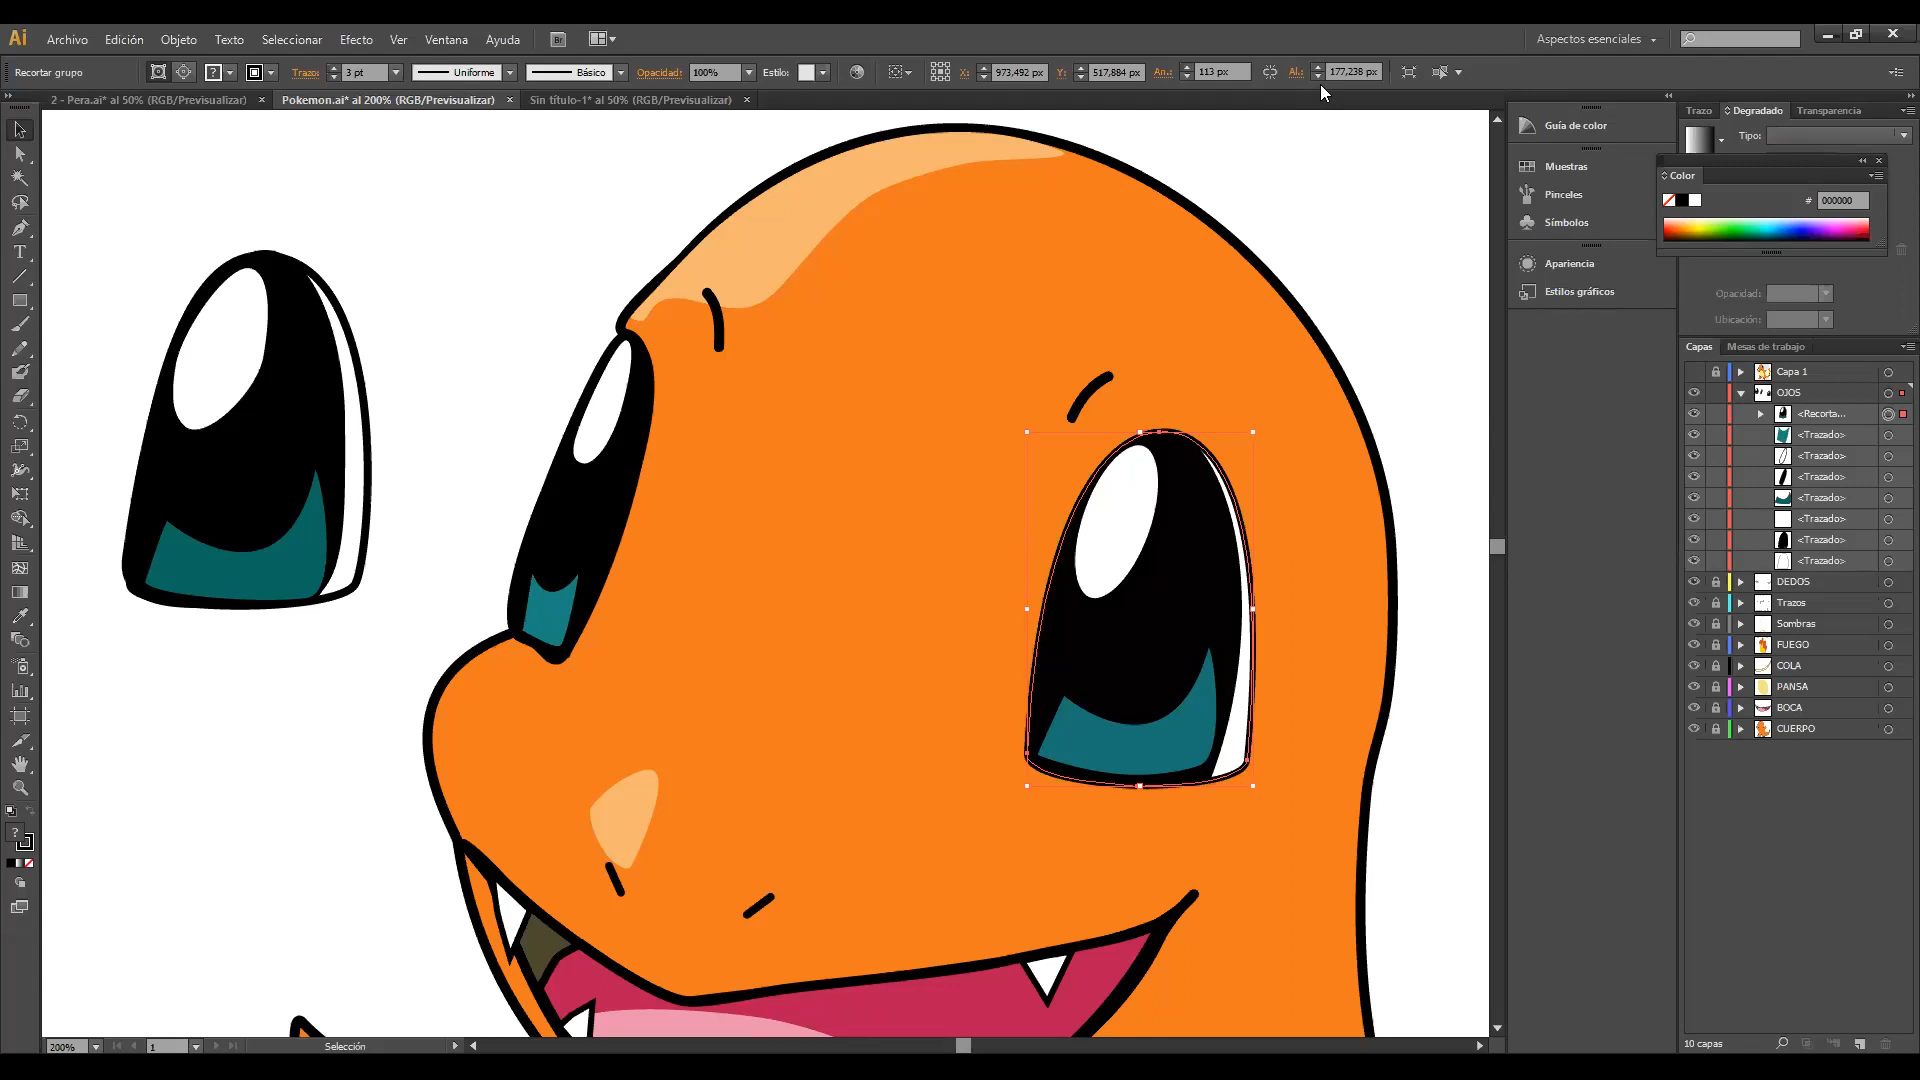 Ai Archivo Edición Objeto Texto Seleccionar Efecto Ver Ventana Ayuda Br Aspectos esenciales
Recortar grupo ? Trazo: 3 pt Uniforme Básico Opacidad: 100% Estilo: X: 973,492 px Y: 517,884 px An.: 113 px Al.: 177,238 px
2 - Pera.ai* al 50% (RGB/Previsualizar) × Pokemon.ai* al 200% (RGB/Previsualizar) × Sin título-1* al 50% (RGB/Previsualizar) ×
Guía de color
Muestras
Pinceles
Símbolos
Apariencia
Estilos gráficos
Trazo Degradado Transparencia
Tipo:
Color
# 000000
Opacidad:
Ubicación:
Capas Mesas de trabajo
Capa 1
OJOS
<Recorta...
<Trazado>
<Trazado>
<Trazado>
<Trazado>
<Trazado>
<Trazado>
<Trazado>
DEDOS
Trazos
Sombras
FUEGO
COLA
PANSA
BOCA
CUERPO
10 capas
T
?
200% 1 Selección